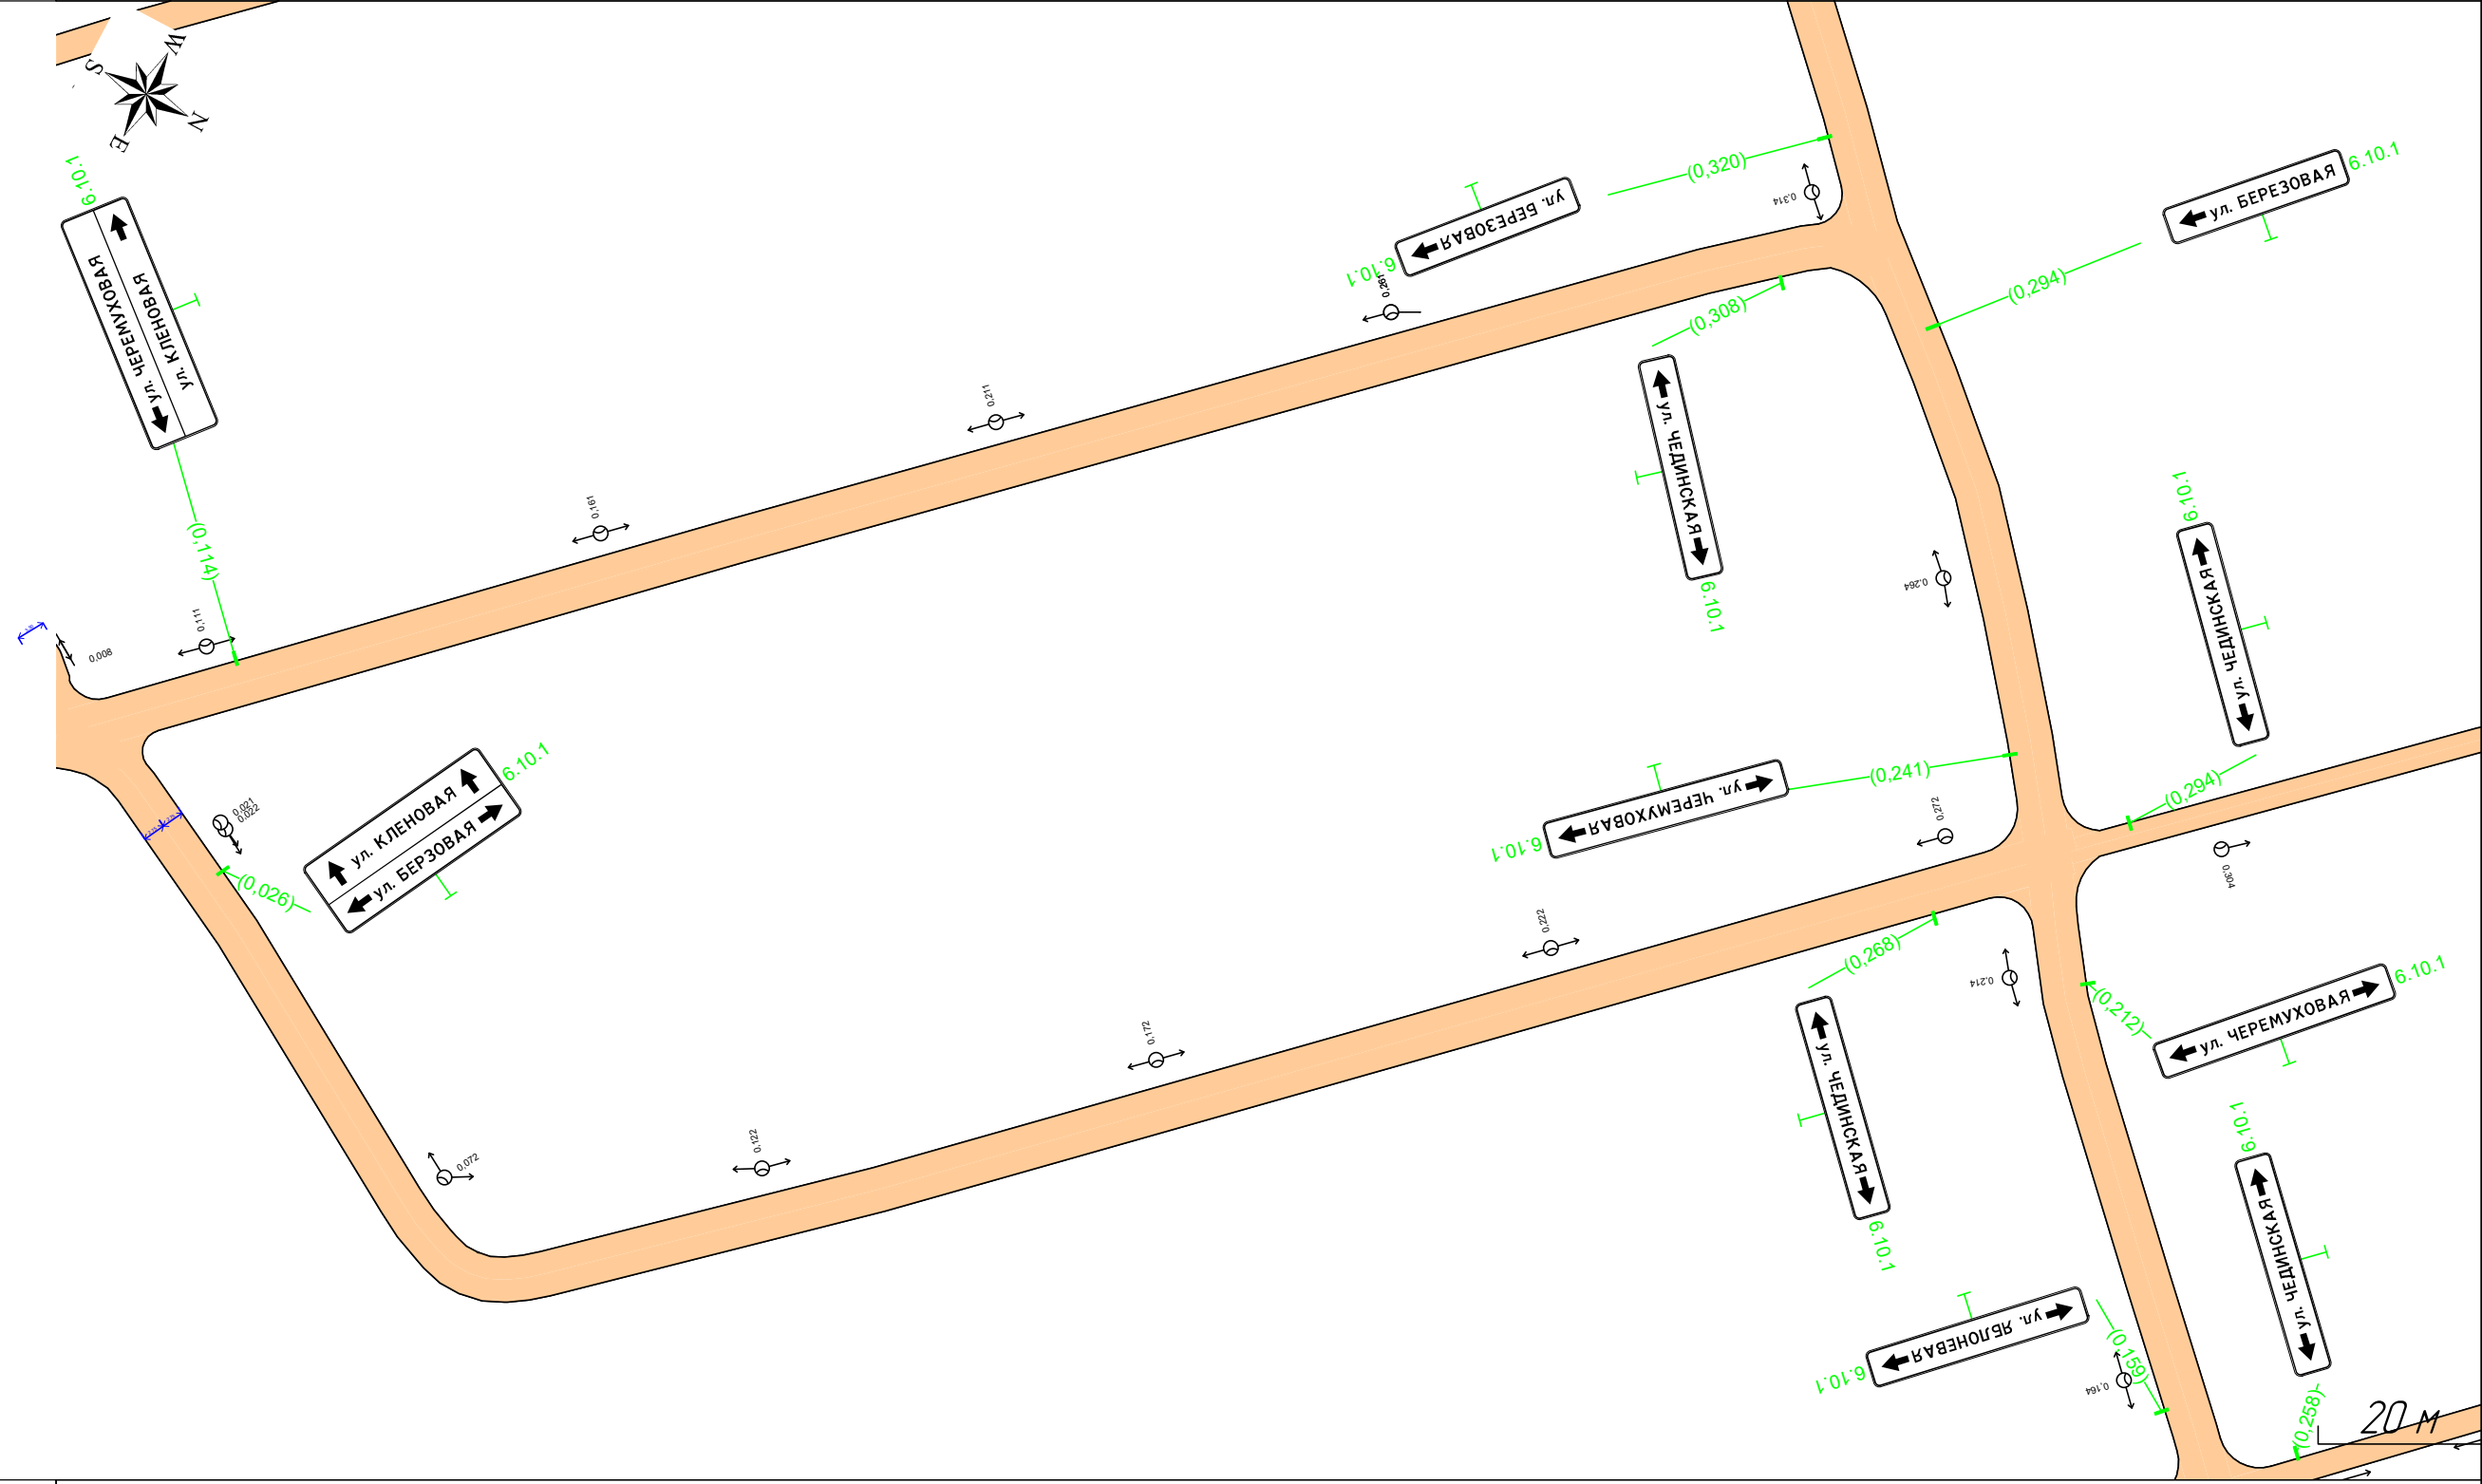 W
S
N
E
6.10.1
ул. КЛЕНОВАЯ
ул. ЧЕРЕМУХОВАЯ
(0,114)
0,111
0,008
0,161
0,211
0,261
6.10.1
ул. БЕРЕЗОВАЯ
(0,320)
0,314
ул. БЕРЕЗОВАЯ
6.10.1
(0,294)
(0,308)
ул. ЧЕДИНСКАЯ
6.10.1
0,264
6.10.1
ул. ЧЕДИНСКАЯ
(0,294)
0,304
ул. ЧЕРЕМУХОВАЯ
6.10.1
(0,241)
0,272
0,021
0,022
(0,026)
ул. КЛЕНОВАЯ
ул. БЕРЗОВАЯ
6.10.1
0,072
0,122
0,172
0,222
(0,268)
0,214
(0,212)
ул. ЧЕРЕМУХОВАЯ
6.10.1
ул. ЧЕДИНСКАЯ
6.10.1
6.10.1
ул. ЧЕДИНСКАЯ
(0,258)
ул. ЯБЛОНЕВАЯ
6.10.1
(0,159)
0,164
20 м